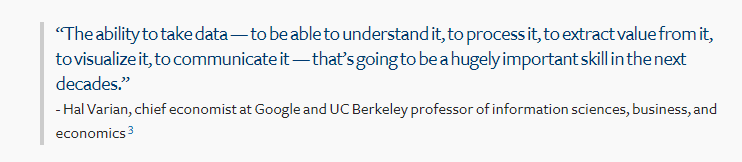 “The ability to take data — to be able to understand it, to process it, to extract value from it,
to visualize it, to communicate it — that’s going to be a hugely important skill in the next
decades.”
- Hal Varian, chief economist at Google and UC Berkeley professor of information sciences, business, and
economics 3